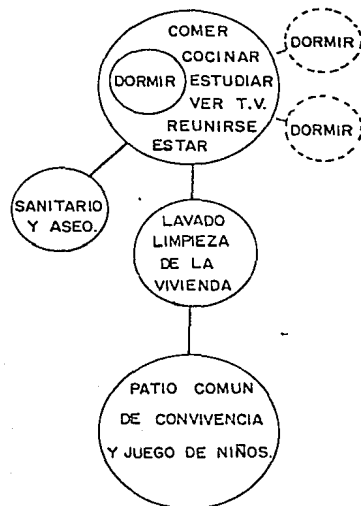 COMER
COCINAR
DORMIR
DORMIR
ESTUDIAR
VER T.V.
REUNIRSE
DORMIR
ESTAR
SANITARIO
Y ASEO.
LAVADO
LIMPIEZA
DE LA
VIVIENDA
PATIO COMUN
DE CONVIVENCIA
Y JUEGO DE NIÑOS.